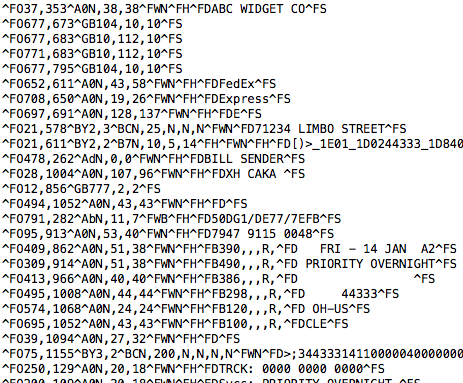 ^FO37,353^A0N,38,38^FWN^FH^FDABC WIDGET CO^FS
^FO677,673^GB104,10,10^FS
^FO677,683^GB10,112,10^FS
^FO771,683^GB10,112,10^FS
^FO677,795^GB104,10,10^FS
^FO652,611^A0N,43,58^FWN^FH^FDFedEx^FS
^FO708,650^A0N,19,26^FWN^FH^FDExpress^FS
^FO697,691^A0N,128,137^FWN^FH^FDE^FS
^FO21,578^BY2,3^BCN,25,N,N,N^FWN^FD71234 LIMBO STREET^FS
^FO21,611^BY2,2^B7N,10,5,14^FH^FWN^FH^FD[)>_1E01_1D0244333_1D840
^FO478,262^AdN,0,0^FWN^FH^FDBILL SENDER^FS
^FO28,1004^A0N,107,96^FWN^FH^FDXH CAKA ^FS
^FO12,856^GB777,2,2^FS
^FO494,1052^A0N,43,43^FWN^FH^FD^FS
^FO791,282^AbN,11,7^FWB^FH^FD50DG1/DE77/7EFB^FS
^FO95,913^A0N,53,40^FWN^FH^FD7947 9115 0048^FS
^FO409,862^A0N,51,38^FWN^FH^FB390,,,R,^FD   FRI - 14 JAN  A2^FS
^FO309,914^A0N,51,38^FWN^FH^FB490,,,R,^FD PRIORITY OVERNIGHT^FS
^FO413,966^A0N,40,40^FWN^FH^FB386,,,R,^FD            ^FS
^FO495,1008^A0N,44,44^FWN^FH^FB298,,,R,^FD     44333^FS
^FO574,1068^A0N,24,24^FWN^FH^FB120,,,R,^FD OH-US^FS
^FO695,1052^A0N,43,43^FWN^FH^FB100,,,R,^FDCLE^FS
^FO39,1094^A0N,27,32^FWN^FH^FD^FS
^FO75,1155^BY3,2^BCN,200,N,N,N,N^FWN^FD>;3443331411000004000000
^FO250,129^A0N,20,18^FWN^FH^FDTRCK: 0000 0000 0000^FS